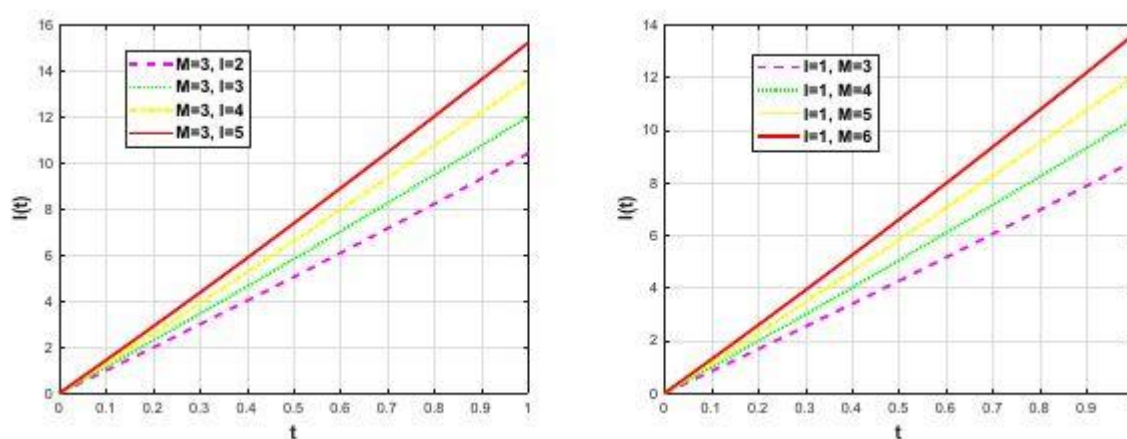 16
14
12
10
8
6
4
2
0
I(t)
M=3, I=2
M=3, I=3
M=3, I=4
M=3, I=5
0 0.1 0.2 0.3 0.4 0.5 0.6 0.7 0.8 0.9 1
t
14
12
10
8
6
4
2
0
I(t)
I=1, M=3
I=1, M=4
I=1, M=5
I=1, M=6
0 0.1 0.2 0.3 0.4 0.5 0.6 0.7 0.8 0.9
t